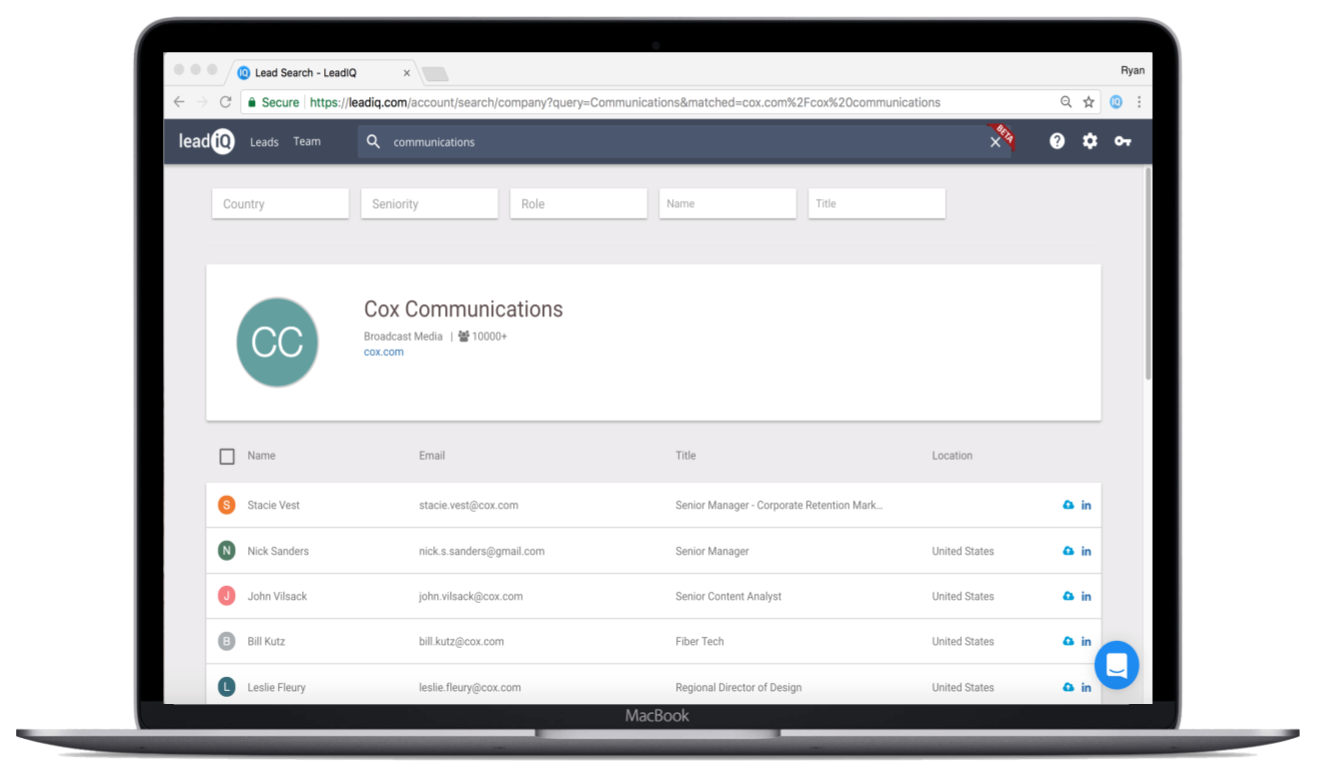 Lead Search - LeadIQ
Ryan
Secure https://leadiq.com/account/search/company?query=Communications&matched=cox.com%2Fcox%20communications
leadiQ Leads Team communications BETA
Country Seniority Role Name Title
CC
Cox Communications
Broadcast Media | 10000+
cox.com
Name Email Title Location
S Stacie Vest stacie.vest@cox.com Senior Manager - Corporate Retention Mark... in
N Nick Sanders nick.s.sanders@gmail.com Senior Manager United States in
J John Vilsack john.vilsack@cox.com Senior Content Analyst United States in
B Bill Kutz bill.kutz@cox.com Fiber Tech United States in
L Leslie Fleury leslie.fleury@cox.com Regional Director of Design United States in
MacBook